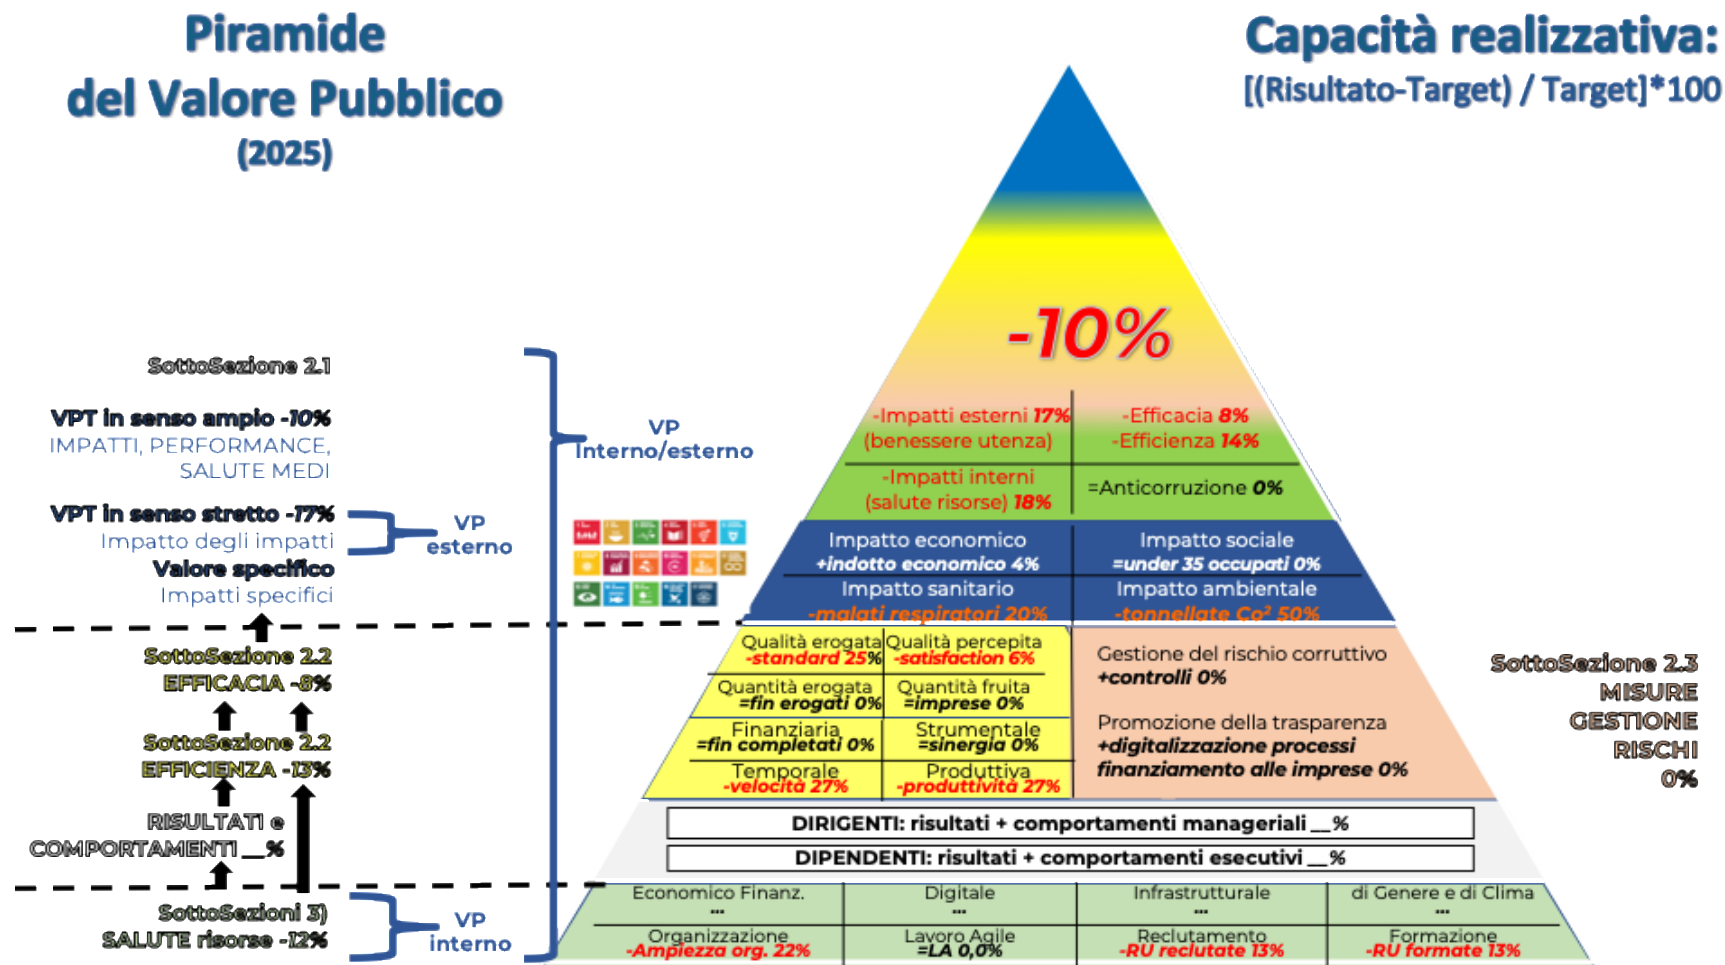 Piramide
del Valore Pubblico
(2025)
Capacità realizzativa:
[(Risultato-Target) / Target]*100
SottoSezione 2.1
VPT in senso ampio -10%
IMPATTI, PERFORMANCE,
SALUTE MEDI
VPT in senso stretto -17%
Impatto degli impatti
Valore specifico
Impatti specifici
SottoSezione 2.2
EFFICACIA -8%
SottoSezione 2.2
EFFICIENZA -13%
RISULTATI e
COMPORTAMENTI __%
SottoSezioni 3)
SALUTE risorse -12%
VP
esterno
VP
Interno/esterno
VP
interno
-10%
-Impatti esterni 17%
(benessere utenza)
-Efficacia 8%
-Efficienza 14%
-Impatti interni
(salute risorse) 18%
=Anticorruzione 0%
Impatto economico
+indotto economico 4%
Impatto sociale
=under 35 occupati 0%
Impatto sanitario
-malati respiratori 20%
Impatto ambientale
-tonnellate Co² 50%
Qualità erogata
-standard 25%
Qualità percepita
-satisfaction 6%
Quantità erogata
=fin erogati 0%
Quantità fruita
=imprese 0%
Finanziaria
=fin completati 0%
Strumentale
=sinergia 0%
Temporale
-velocità 27%
Produttiva
-produttività 27%
Gestione del rischio corruttivo
+controlli 0%
Promozione della trasparenza
+digitalizzazione processi
finanziamento alle imprese 0%
SottoSezione 2.3
MISURE
GESTIONE
RISCHI
0%
DIRIGENTI: risultati + comportamenti manageriali __%
DIPENDENTI: risultati + comportamenti esecutivi __%
Economico Finanz.
...
Digitale
...
Infrastrutturale
...
di Genere e di Clima
...
Organizzazione
-Ampiezza org. 22%
Lavoro Agile
=LA 0,0%
Reclutamento
-RU reclutate 13%
Formazione
-RU formate 13%